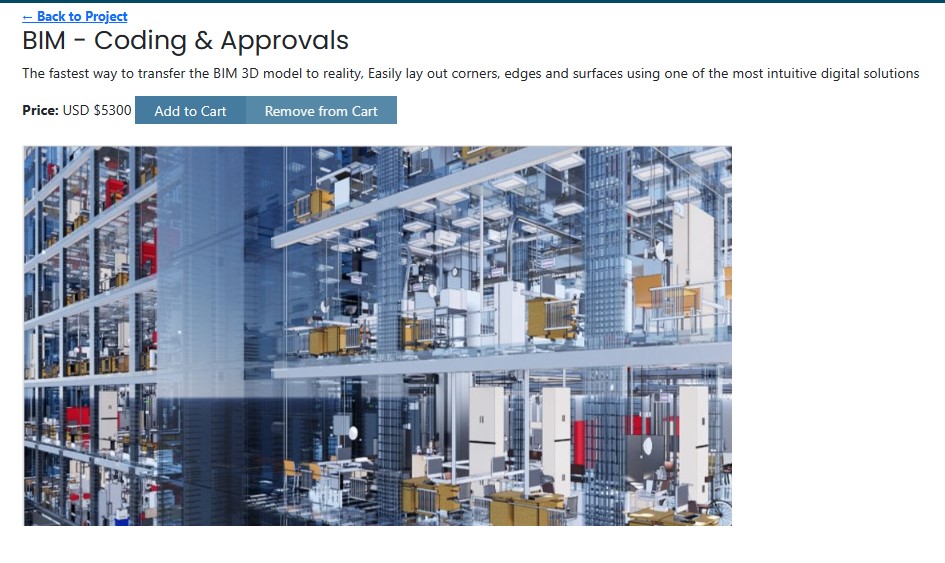 ← Back to Project
BIM - Coding & Approvals
The fastest way to transfer the BIM 3D model to reality, Easily lay out corners, edges and surfaces using one of the most intuitive digital solutions
Price: USD $5300 Add to Cart Remove from Cart